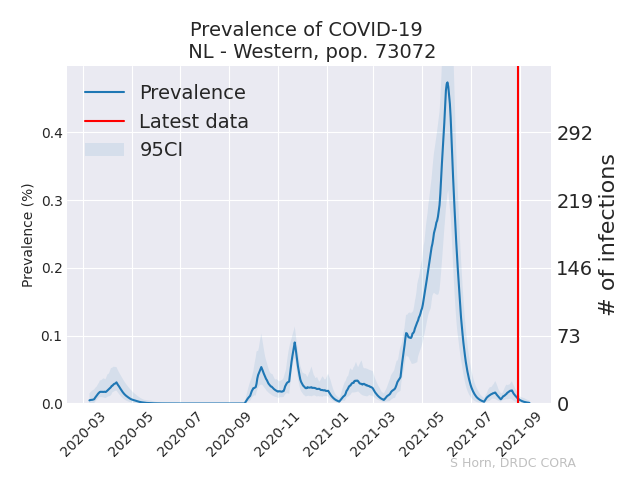 Prevalence of COVID-19
NL - Western, pop. 73072
Prevalence
Latest data
95CI
Prevalence (%)
0.4
0.3
0.2
0.1
0.0
292
219
146
73
0
# of infections
2020-03
2020-05
2020-07
2020-09
2020-11
2021-01
2021-03
2021-05
2021-07
2021-09
S Horn, DRDC CORA